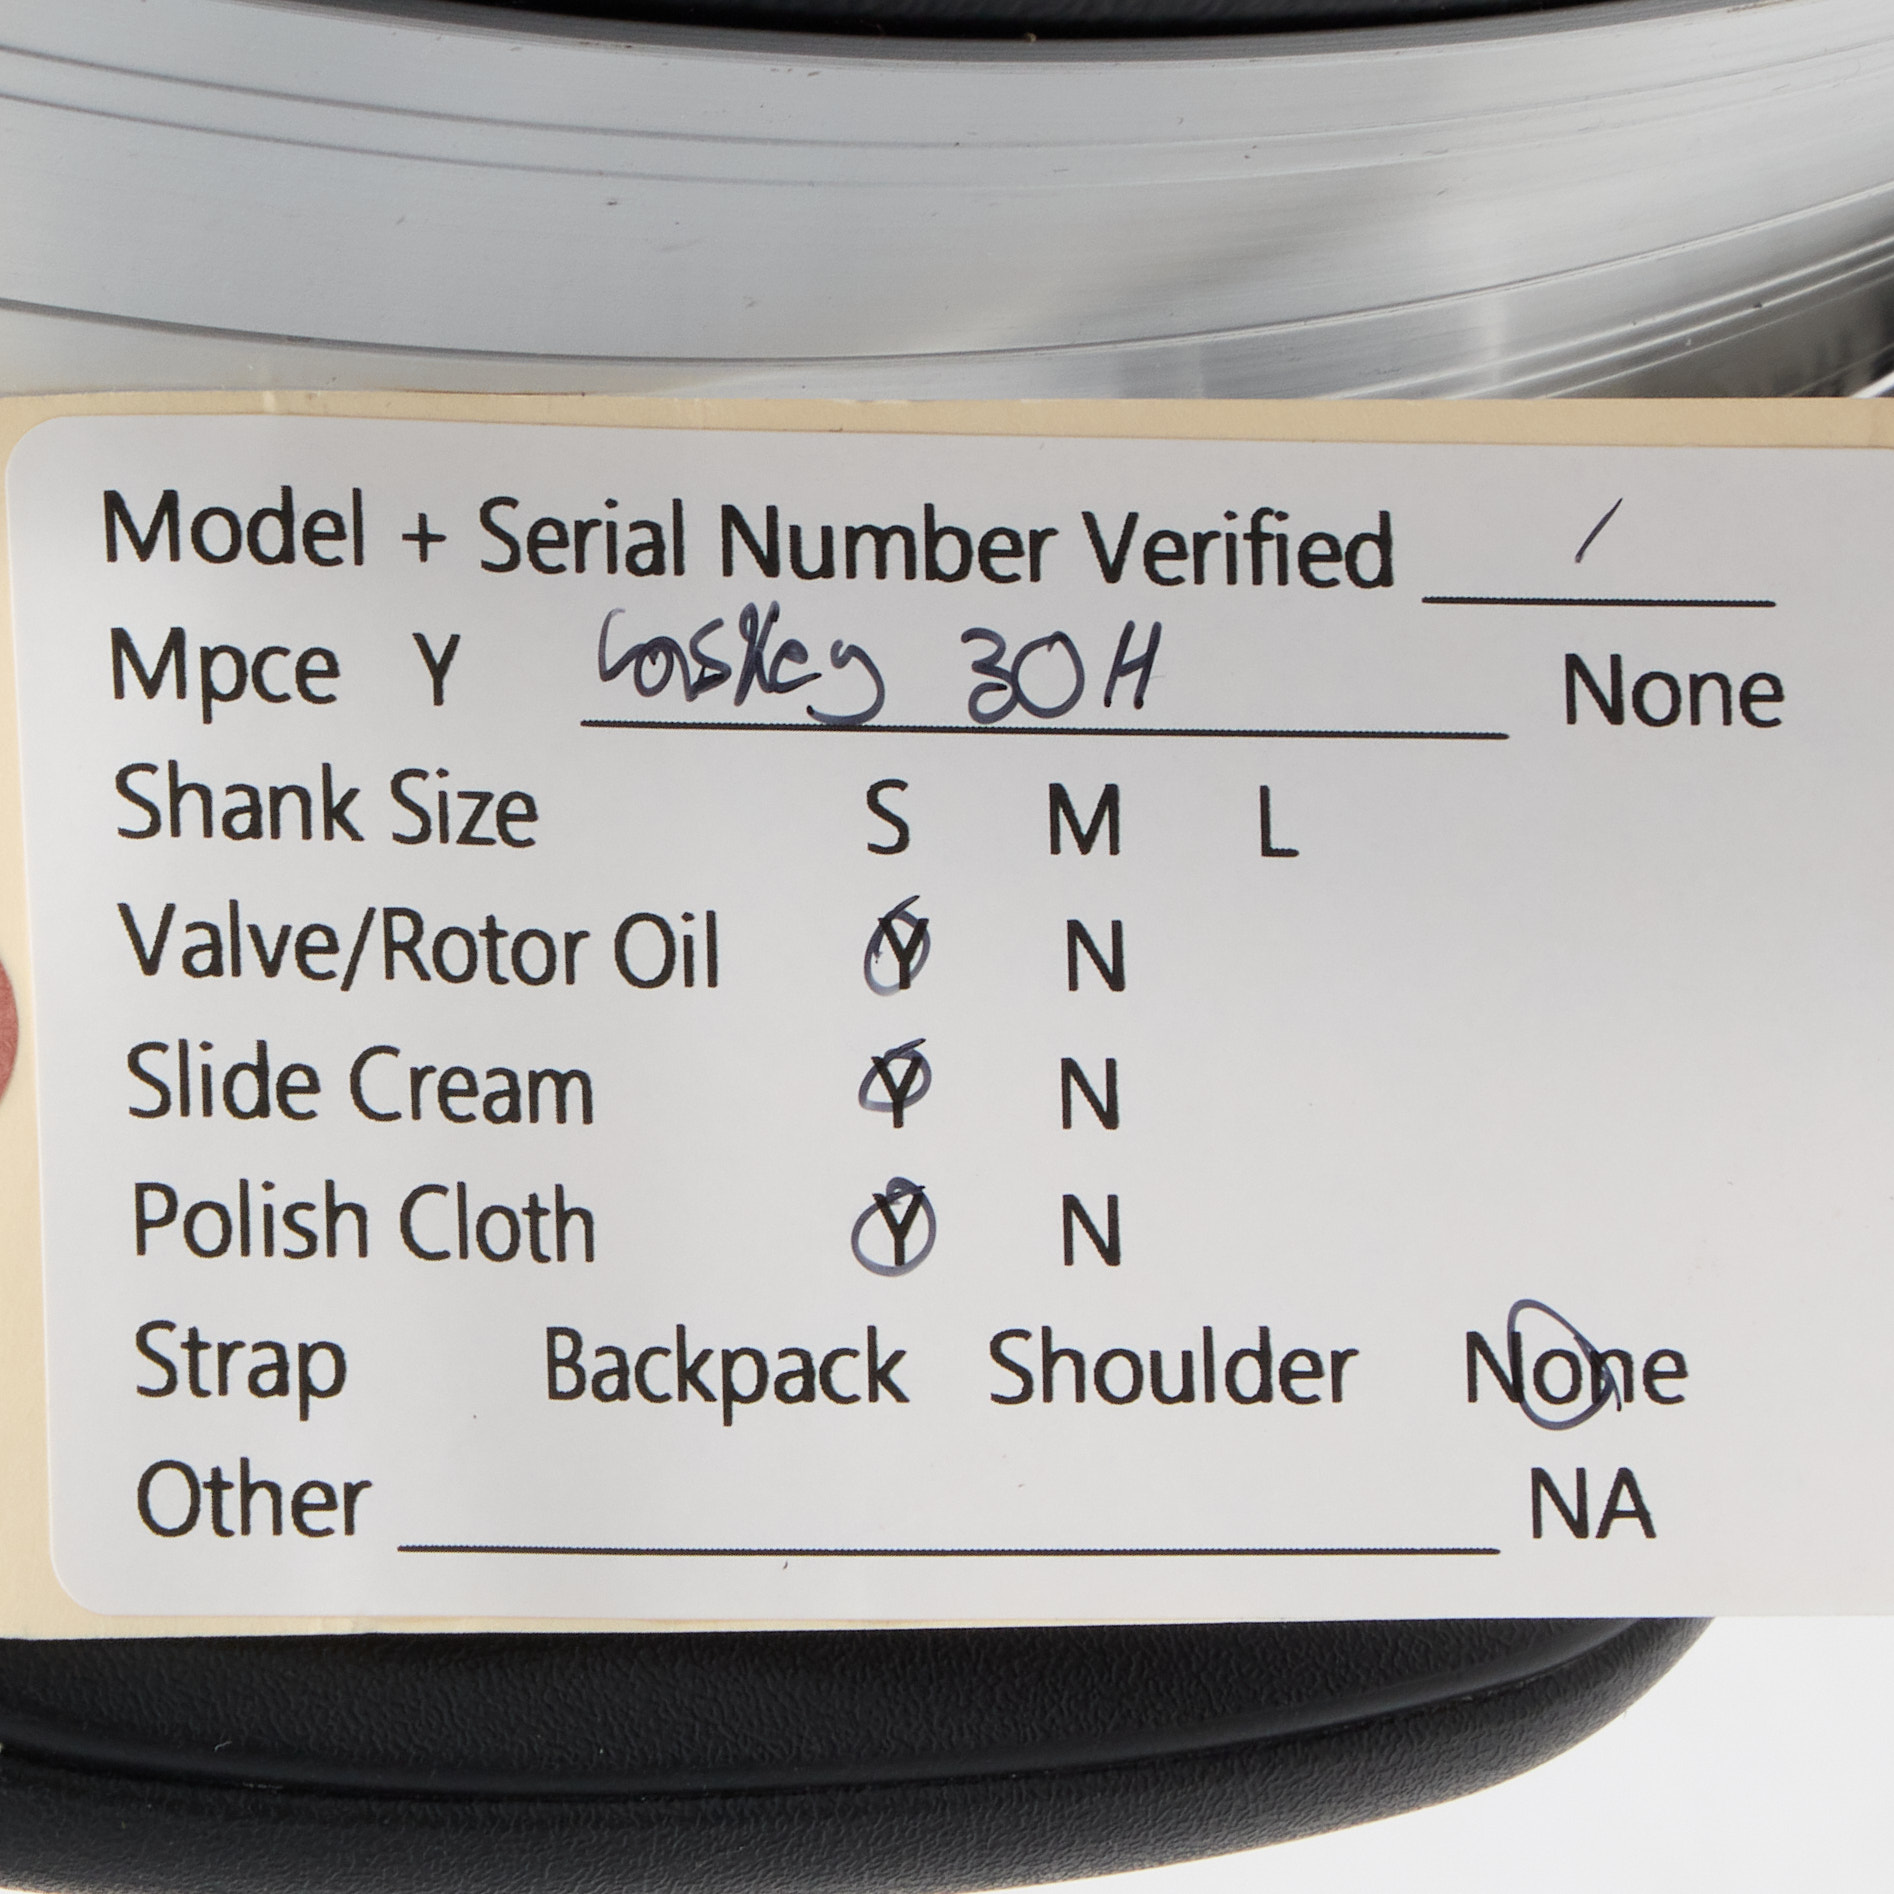 Model + Serial Number Verified /
Mpce Y Laskey 30H None
Shank Size S M L
Valve/Rotor Oil Y N
Slide Cream Y N
Polish Cloth Y N
Strap Backpack Shoulder None
Other NA